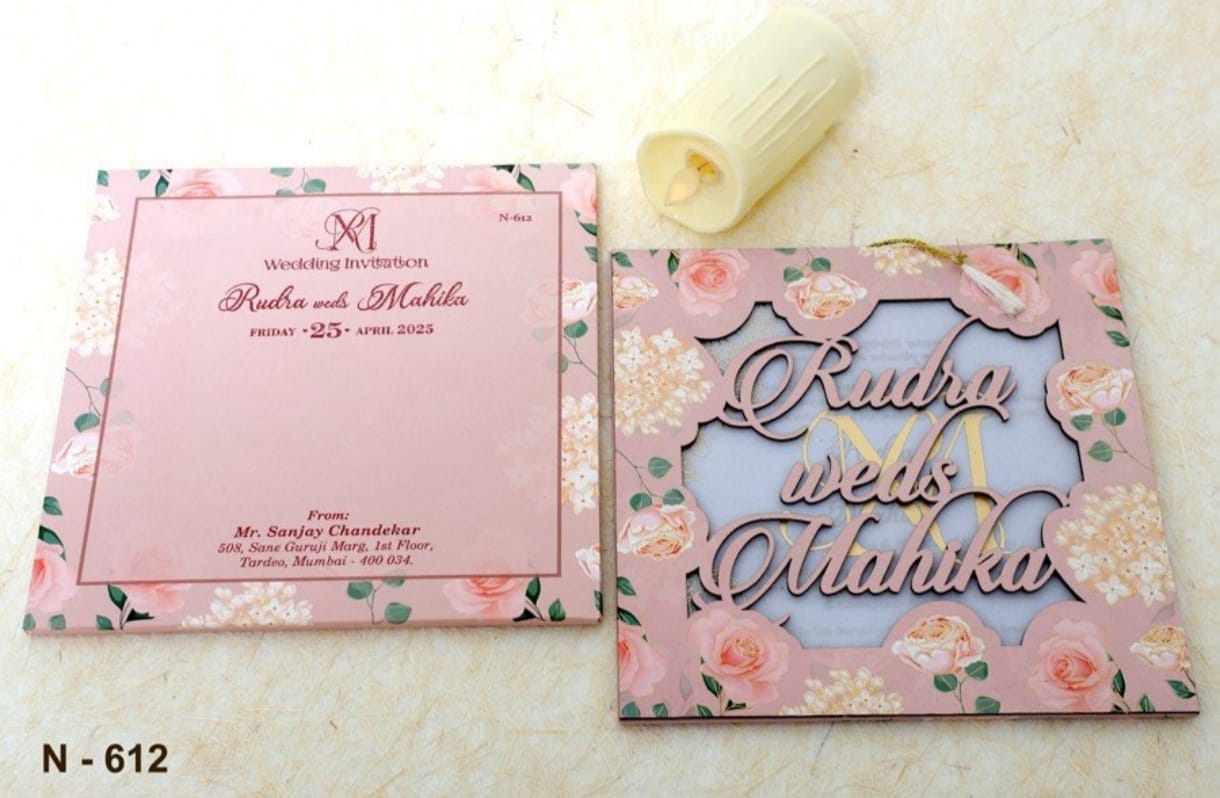 RM
N-612
Wedding Invitation
Rudra weds Mahika
FRIDAY •25• APRIL 2025
From:
Mr. Sanjay Chandekar
508, Sane Guruji Marg, 1st Floor,
Tardeo, Mumbai - 400 034.
Rudra
weds
Mahika
RM
N - 612